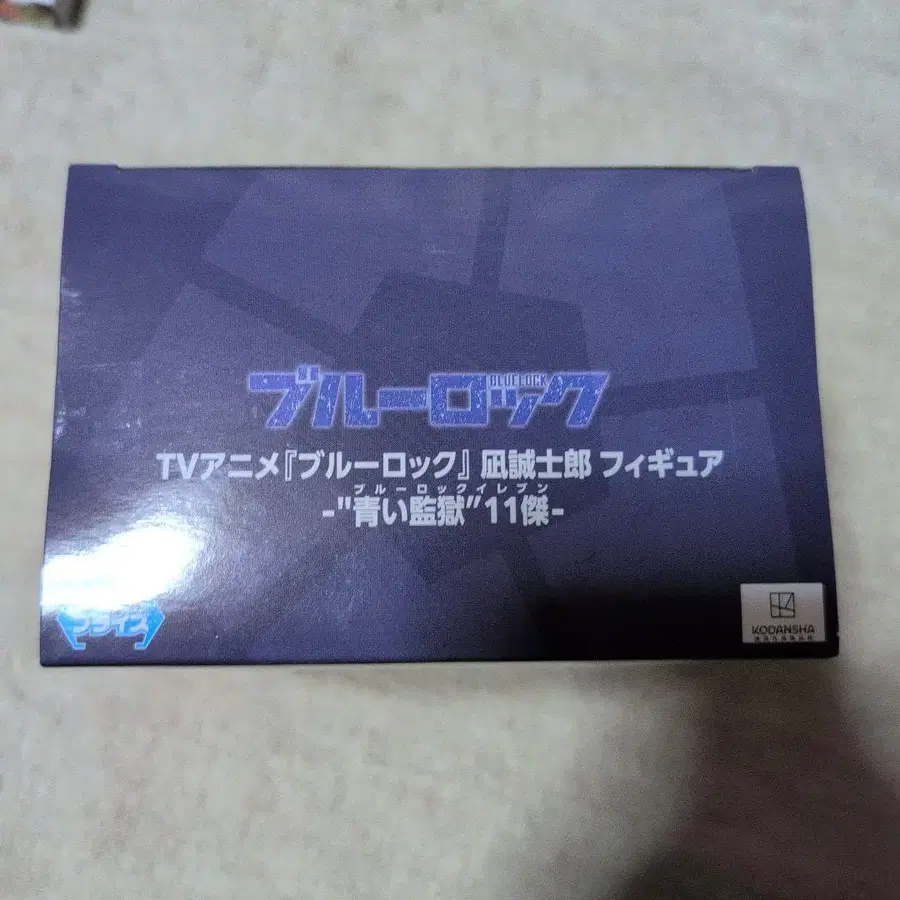 ブルーロック
BLUELOCK
TVアニメ『ブルーロック』 凪誠士郎 フィギュア
ブルーロックイレブン
-"青い監獄"11傑-
プライズ
KODANSHA